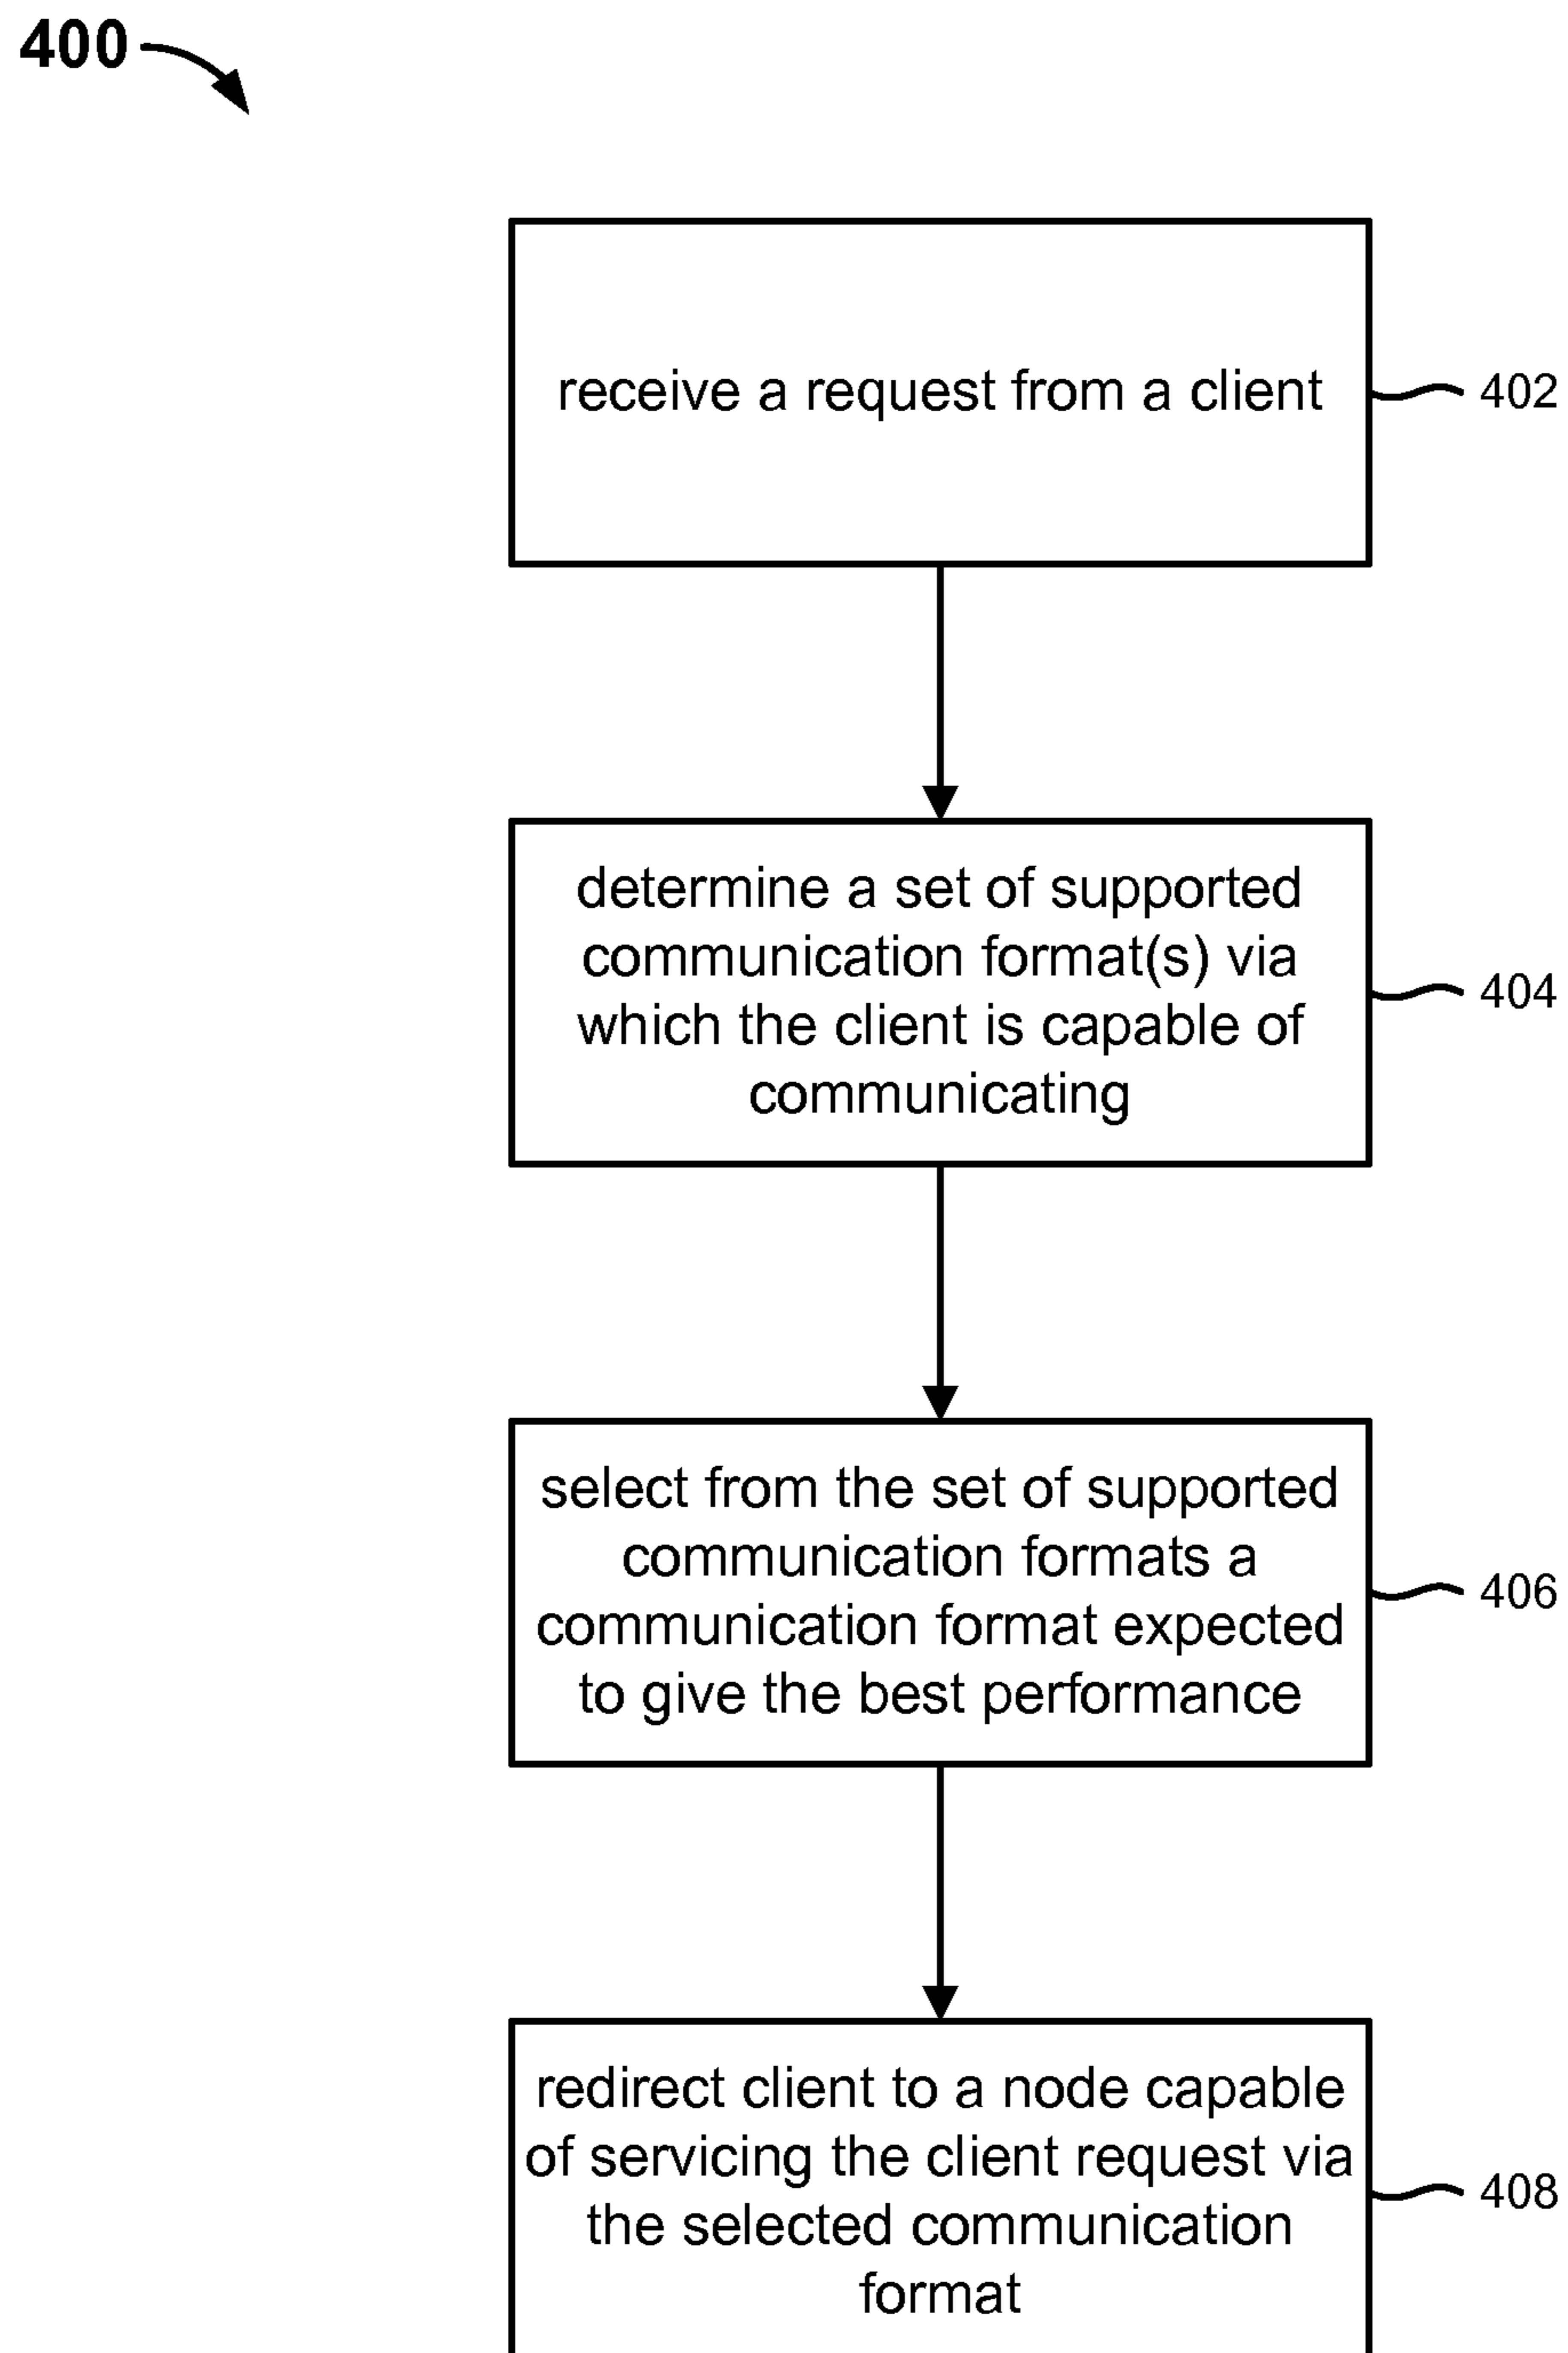 400
receive a request from a client
402
determine a set of supported
communication format(s) via
which the client is capable of
communicating
404
select from the set of supported
communication formats a
communication format expected
to give the best performance
406
redirect client to a node capable
of servicing the client request via
the selected communication
format
408